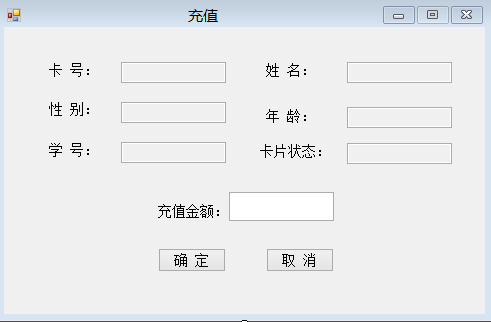 充值
卡 号： 姓 名：
性 别： 年 龄：
学 号： 卡片状态：
充值金额：
确 定 取 消